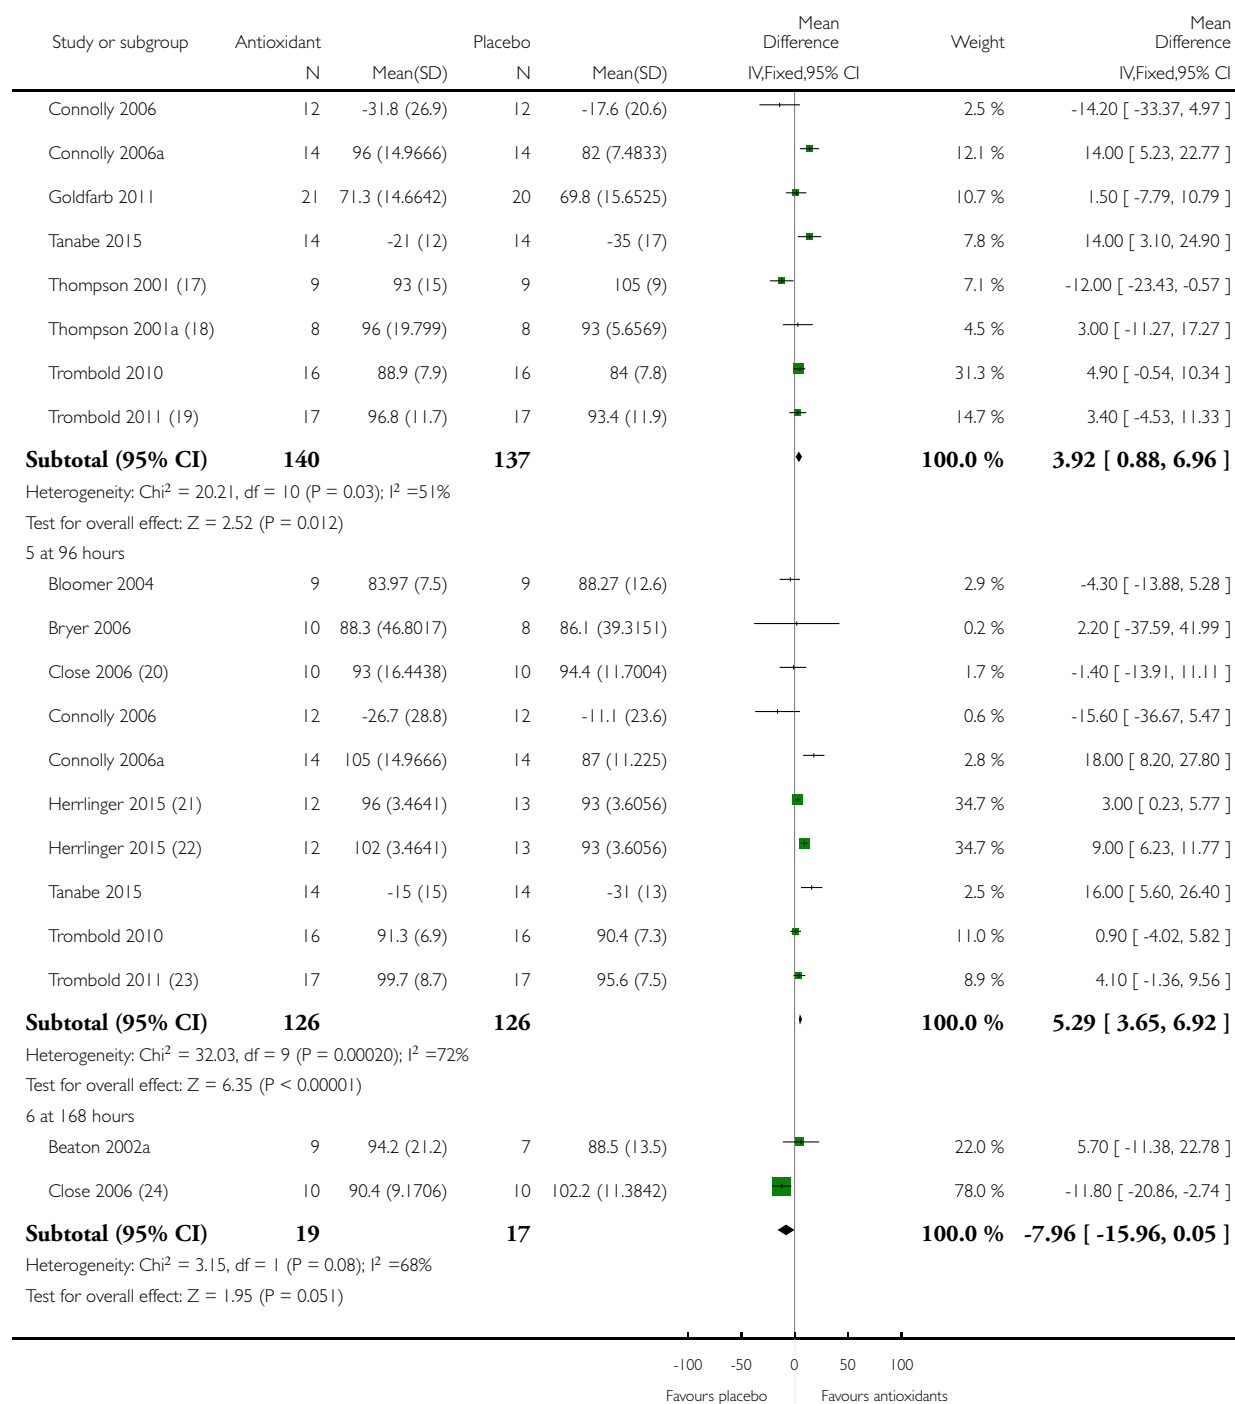 Mean Mean
Study or subgroup Antioxidant Placebo Difference Weight Difference
N Mean(SD) N Mean(SD) IV,Fixed,95% CI IV,Fixed,95% CI
Connolly 2006 12 -31.8 (26.9) 12 -17.6 (20.6) 2.5 % -14.20 [ -33.37, 4.97 ]
Connolly 2006a 14 96 (14.9666) 14 82 (7.4833) 12.1 % 14.00 [ 5.23, 22.77 ]
Goldfarb 2011 21 71.3 (14.6642) 20 69.8 (15.6525) 10.7 % 1.50 [ -7.79, 10.79 ]
Tanabe 2015 14 -21 (12) 14 -35 (17) 7.8 % 14.00 [ 3.10, 24.90 ]
Thompson 2001 (17) 9 93 (15) 9 105 (9) 7.1 % -12.00 [ -23.43, -0.57 ]
Thompson 2001a (18) 8 96 (19.799) 8 93 (5.6569) 4.5 % 3.00 [ -11.27, 17.27 ]
Trombold 2010 16 88.9 (7.9) 16 84 (7.8) 31.3 % 4.90 [ -0.54, 10.34 ]
Trombold 2011 (19) 17 96.8 (11.7) 17 93.4 (11.9) 14.7 % 3.40 [ -4.53, 11.33 ]
Subtotal (95% CI) 140 137 100.0 % 3.92 [ 0.88, 6.96 ]
Heterogeneity: Chi² = 20.21, df = 10 (P = 0.03); I² =51%
Test for overall effect: Z = 2.52 (P = 0.012)
5 at 96 hours
Bloomer 2004 9 83.97 (7.5) 9 88.27 (12.6) 2.9 % -4.30 [ -13.88, 5.28 ]
Bryer 2006 10 88.3 (46.8017) 8 86.1 (39.3151) 0.2 % 2.20 [ -37.59, 41.99 ]
Close 2006 (20) 10 93 (16.4438) 10 94.4 (11.7004) 1.7 % -1.40 [ -13.91, 11.11 ]
Connolly 2006 12 -26.7 (28.8) 12 -11.1 (23.6) 0.6 % -15.60 [ -36.67, 5.47 ]
Connolly 2006a 14 105 (14.9666) 14 87 (11.225) 2.8 % 18.00 [ 8.20, 27.80 ]
Herrlinger 2015 (21) 12 96 (3.4641) 13 93 (3.6056) 34.7 % 3.00 [ 0.23, 5.77 ]
Herrlinger 2015 (22) 12 102 (3.4641) 13 93 (3.6056) 34.7 % 9.00 [ 6.23, 11.77 ]
Tanabe 2015 14 -15 (15) 14 -31 (13) 2.5 % 16.00 [ 5.60, 26.40 ]
Trombold 2010 16 91.3 (6.9) 16 90.4 (7.3) 11.0 % 0.90 [ -4.02, 5.82 ]
Trombold 2011 (23) 17 99.7 (8.7) 17 95.6 (7.5) 8.9 % 4.10 [ -1.36, 9.56 ]
Subtotal (95% CI) 126 126 100.0 % 5.29 [ 3.65, 6.92 ]
Heterogeneity: Chi² = 32.03, df = 9 (P = 0.00020); I² =72%
Test for overall effect: Z = 6.35 (P < 0.00001)
6 at 168 hours
Beaton 2002a 9 94.2 (21.2) 7 88.5 (13.5) 22.0 % 5.70 [ -11.38, 22.78 ]
Close 2006 (24) 10 90.4 (9.1706) 10 102.2 (11.3842) 78.0 % -11.80 [ -20.86, -2.74 ]
Subtotal (95% CI) 19 17 100.0 % -7.96 [ -15.96, 0.05 ]
Heterogeneity: Chi² = 3.15, df = 1 (P = 0.08); I² =68%
Test for overall effect: Z = 1.95 (P = 0.051)
-100 -50 0 50 100
Favours placebo Favours antioxidants